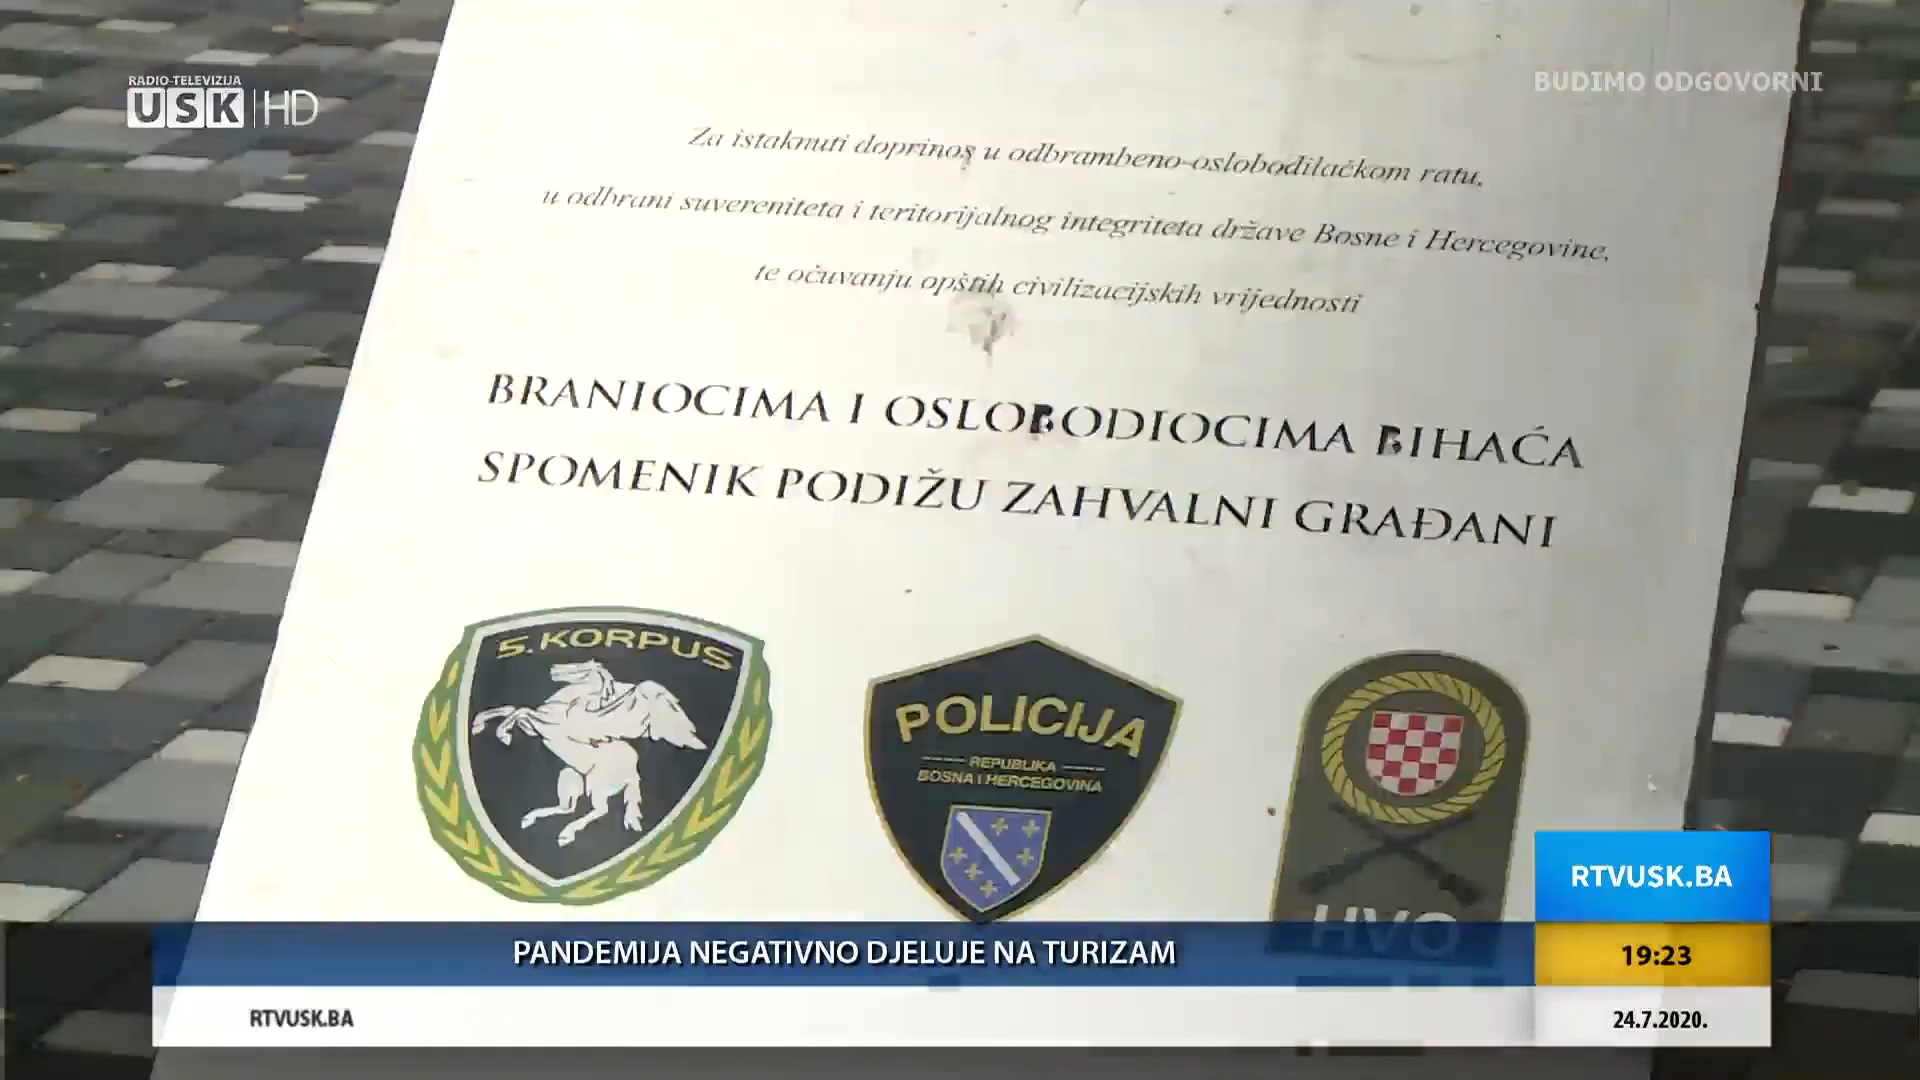 RADIO-TELEVIZIJA
USK HD
BUDIMO ODGOVORNI
Za istaknuti doprinos u odbrambeno-oslobodilačkom ratu,
u odbrani suvereniteta i teritorijalnog integriteta države Bosne i Hercegovine,
te očuvanju opštih civilizacijskih vrijednosti
BRANIOCIMA I OSLOBODIOCIMA BIHAĆA
SPOMENIK PODIŽU ZAHVALNI GRAĐANI
5. KORPUS
POLICIJA
REPUBLIKA
BOSNA I HERCEGOVINA
HVO
RTVUSK.BA
PANDEMIJA NEGATIVNO DJELUJE NA TURIZAM
19:23
RTVUSK.BA
24.7.2020.